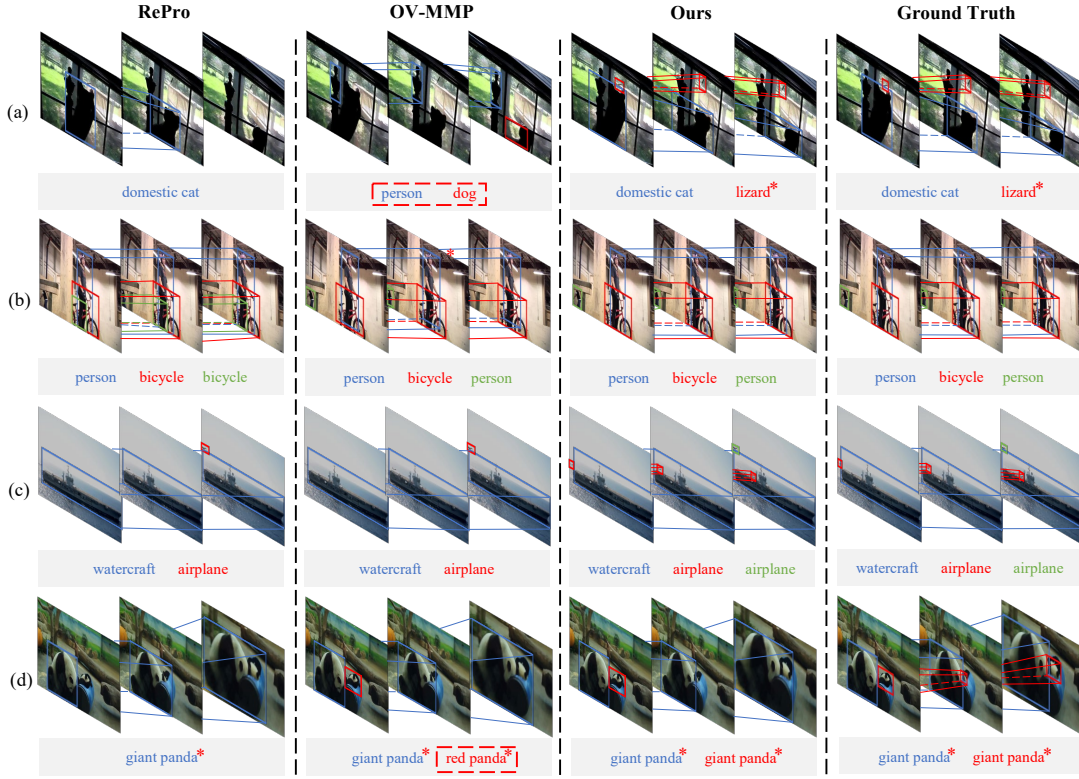 RePro OV-MMP Ours Ground Truth
(a)
domestic cat person dog domestic cat lizard* domestic cat lizard*
*
(b)
person bicycle bicycle person bicycle person person bicycle person person bicycle person
(c)
watercraft airplane watercraft airplane watercraft airplane airplane watercraft airplane airplane
(d)
giant panda* giant panda* red panda* giant panda* giant panda* giant panda* giant panda*